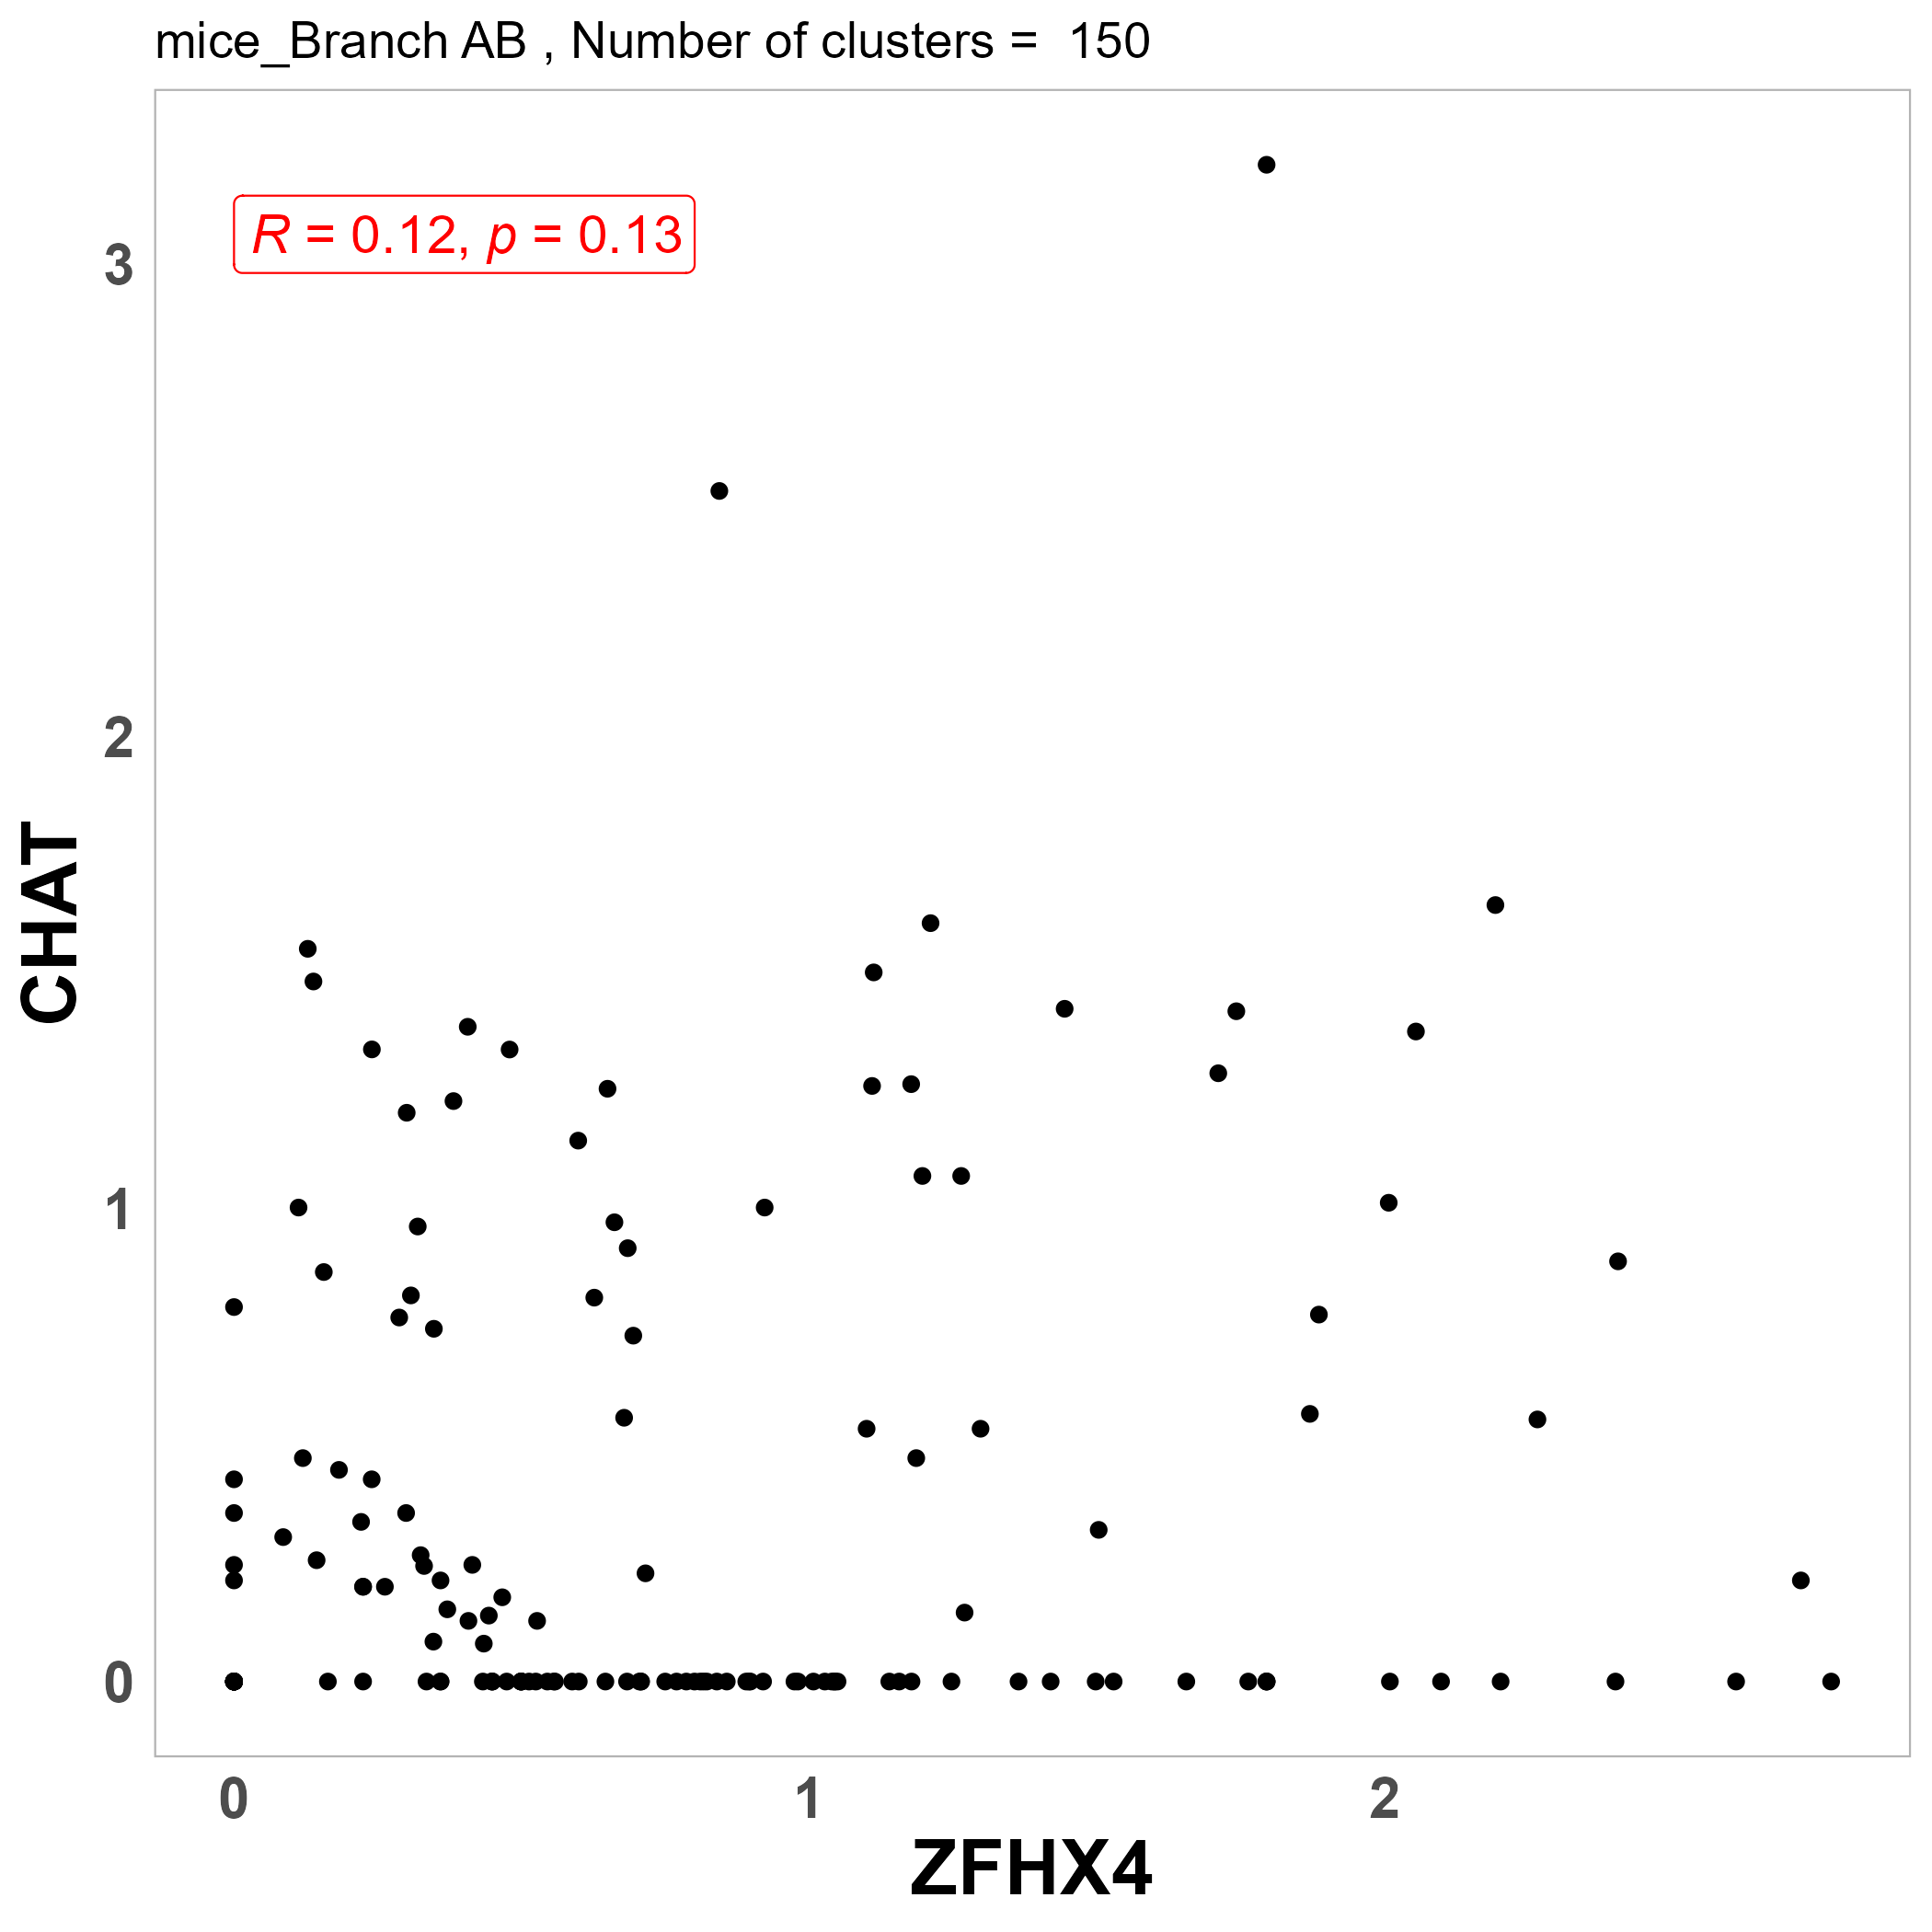 mice_Branch AB , Number of clusters =  150
R = 0.12, p = 0.13
3
2
1
0
CHAT
0 1 2
ZFHX4